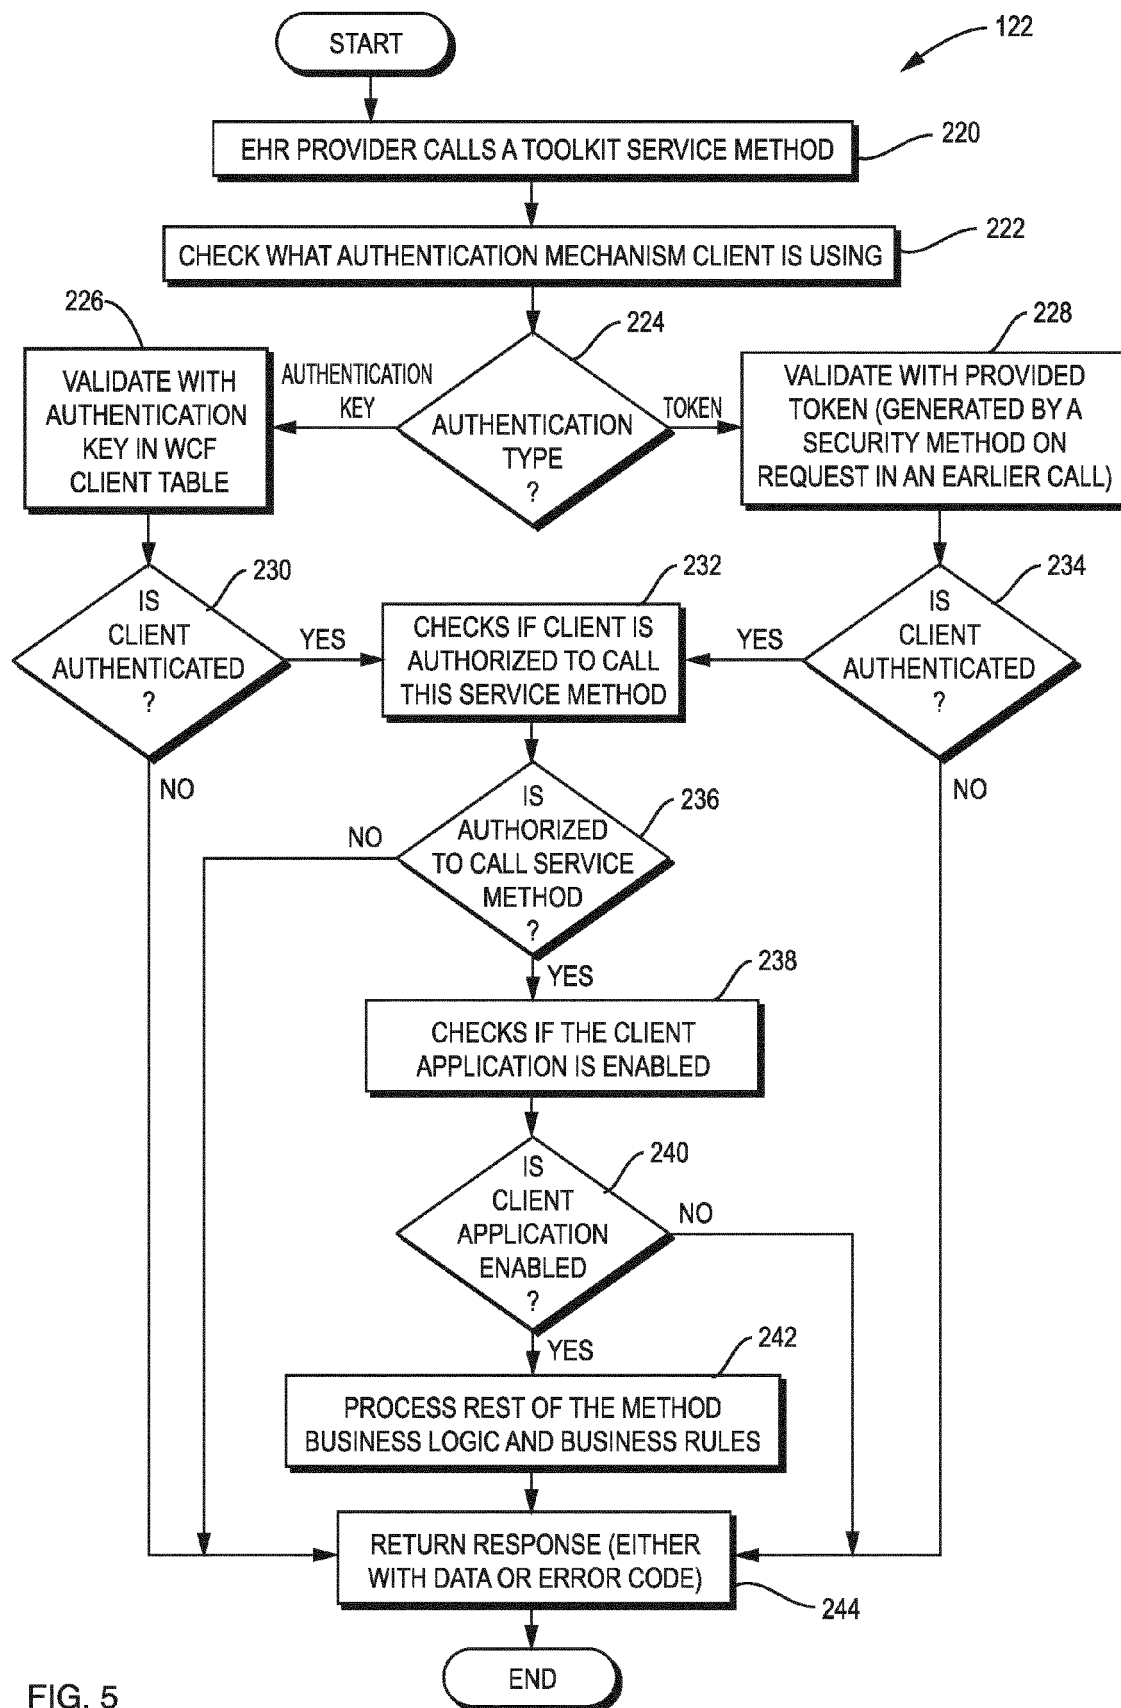 START
122
EHR PROVIDER CALLS A TOOLKIT SERVICE METHOD
220
CHECK WHAT AUTHENTICATION MECHANISM CLIENT IS USING
222
224
AUTHENTICATION
TYPE
?
AUTHENTICATION
KEY
TOKEN
226
VALIDATE WITH
AUTHENTICATION
KEY IN WCF
CLIENT TABLE
228
VALIDATE WITH PROVIDED
TOKEN (GENERATED BY A
SECURITY METHOD ON
REQUEST IN AN EARLIER CALL)
230
IS
CLIENT
AUTHENTICATED
?
YES
NO
232
CHECKS IF CLIENT IS
AUTHORIZED TO CALL
THIS SERVICE METHOD
234
IS
CLIENT
AUTHENTICATED
?
YES
NO
236
IS
AUTHORIZED
TO CALL SERVICE
METHOD
?
NO
YES
238
CHECKS IF THE CLIENT
APPLICATION IS ENABLED
240
IS
CLIENT
APPLICATION
ENABLED
?
NO
YES
242
PROCESS REST OF THE METHOD
BUSINESS LOGIC AND BUSINESS RULES
RETURN RESPONSE (EITHER
WITH DATA OR ERROR CODE)
244
END
FIG. 5